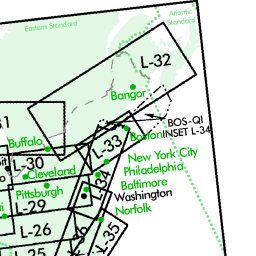 Eastern Standard
Atlantic
Standard
L-32
Bangor
BOS-QI
Boston INSET L-34
Buffalo
L-33
New York City
L-30
Cleveland
Philadelphia
L-34
Baltimore
Pittsburgh
Washington
L-29
Norfolk
L-26
L-35
L-25